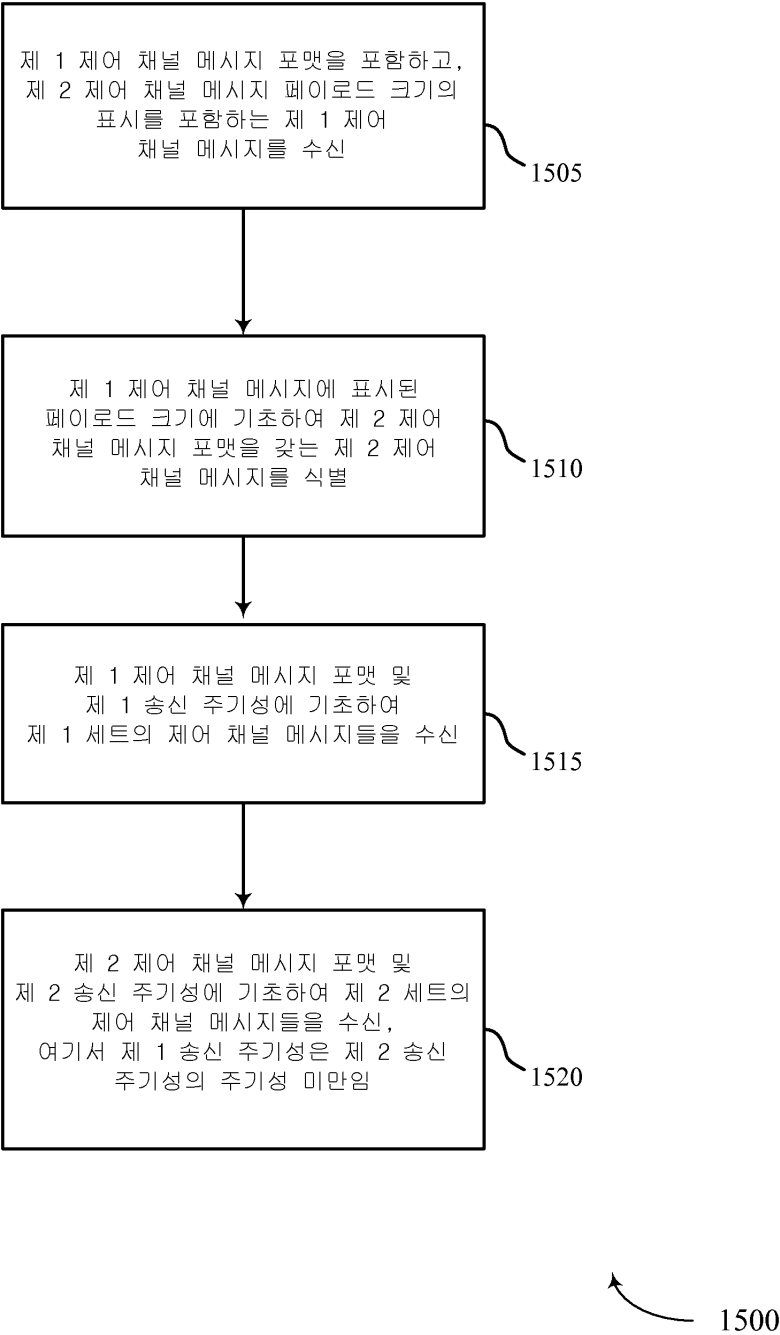 제 1 제어 채널 메시지 포맷을 포함하고,
제 2 제어 채널 메시지 페이로드 크기의
표시를 포함하는 제 1 제어
채널 메시지를 수신
1505
제 1 제어 채널 메시지에 표시된
페이로드 크기에 기초하여 제 2 제어
채널 메시지 포맷을 갖는 제 2 제어
채널 메시지를 식별
1510
제 1 제어 채널 메시지 포맷 및
제 1 송신 주기성에 기초하여
제 1 세트의 제어 채널 메시지들을 수신
1515
제 2 제어 채널 메시지 포맷 및
제 2 송신 주기성에 기초하여 제 2 세트의
제어 채널 메시지들을 수신,
여기서 제 1 송신 주기성은 제 2 송신
주기성의 주기성 미만임
1520
1500